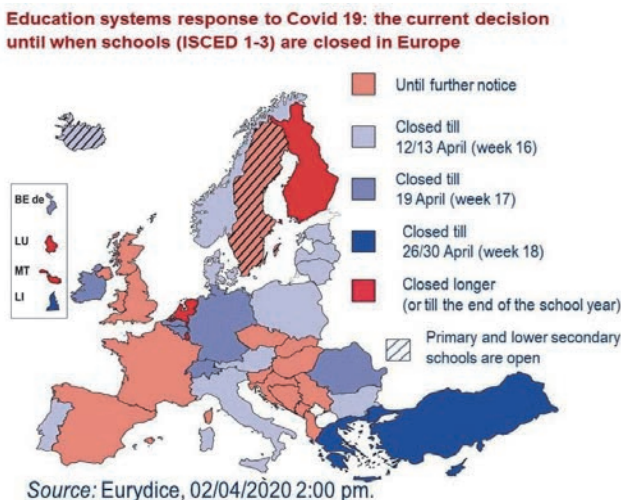 Education systems response to Covid 19: the current decision
until when schools (ISCED 1-3) are closed in Europe
Until further notice
Closed till
12/13 April (week 16)
BE de
Closed till
19 April (week 17)
LU
MT
LI
Closed till
26/30 April (week 18)
Closed longer
(or till the end of the school year)
Primary and lower secondary
schools are open
Source: Eurydice, 02/04/2020 2:00 pm.